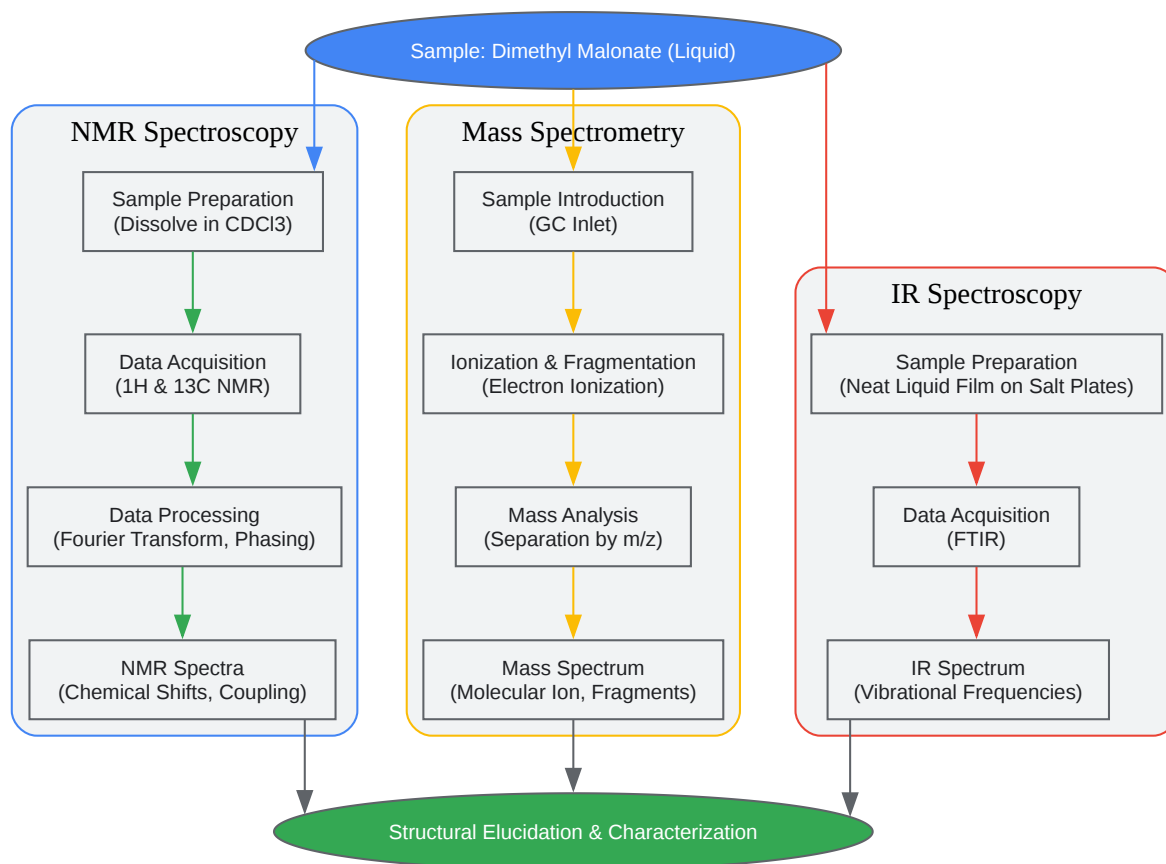 Sample: Dimethyl Malonate (Liquid)
NMR Spectroscopy
Sample Preparation
(Dissolve in CDCl3)
Data Acquisition
(1H & 13C NMR)
Data Processing
(Fourier Transform, Phasing)
NMR Spectra
(Chemical Shifts, Coupling)
Mass Spectrometry
Sample Introduction
(GC Inlet)
Ionization & Fragmentation
(Electron Ionization)
Mass Analysis
(Separation by m/z)
Mass Spectrum
(Molecular Ion, Fragments)
IR Spectroscopy
Sample Preparation
(Neat Liquid Film on Salt Plates)
Data Acquisition
(FTIR)
IR Spectrum
(Vibrational Frequencies)
Structural Elucidation & Characterization